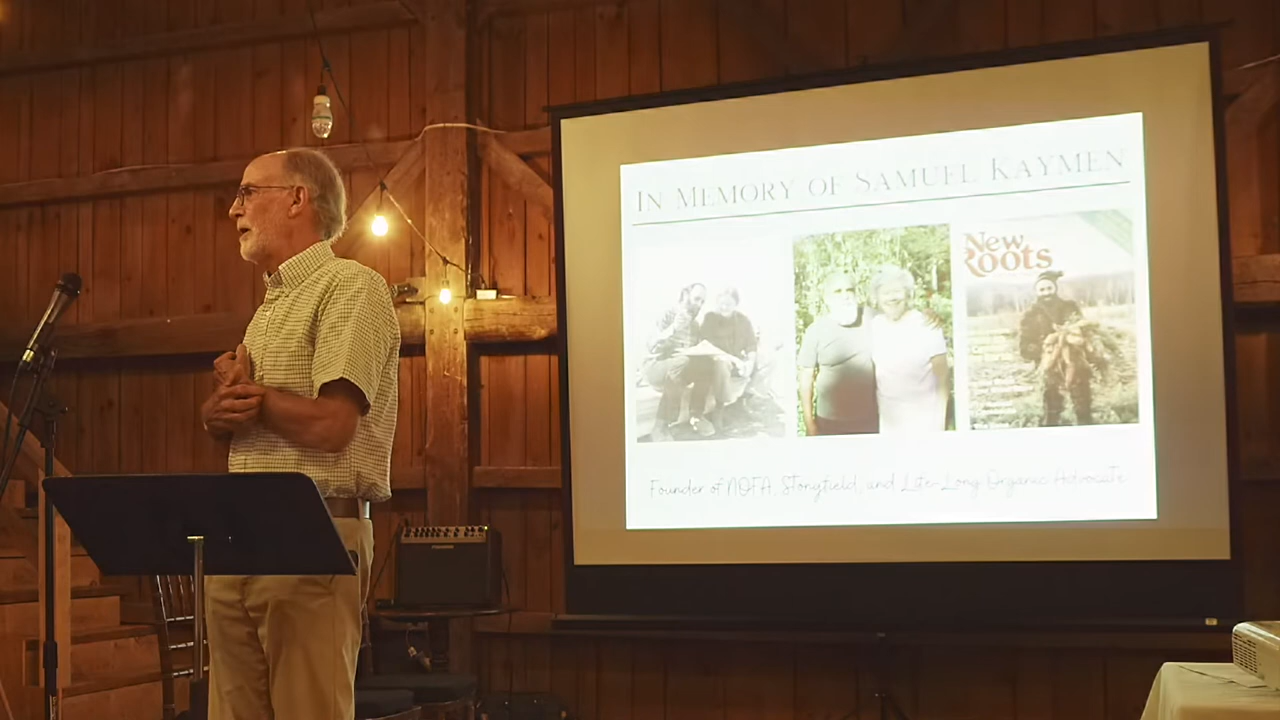 In Memory of Samuel Kaymen
New Roots
Founder of NOFA, Stonyfield, and Life-Long Organic Advocate